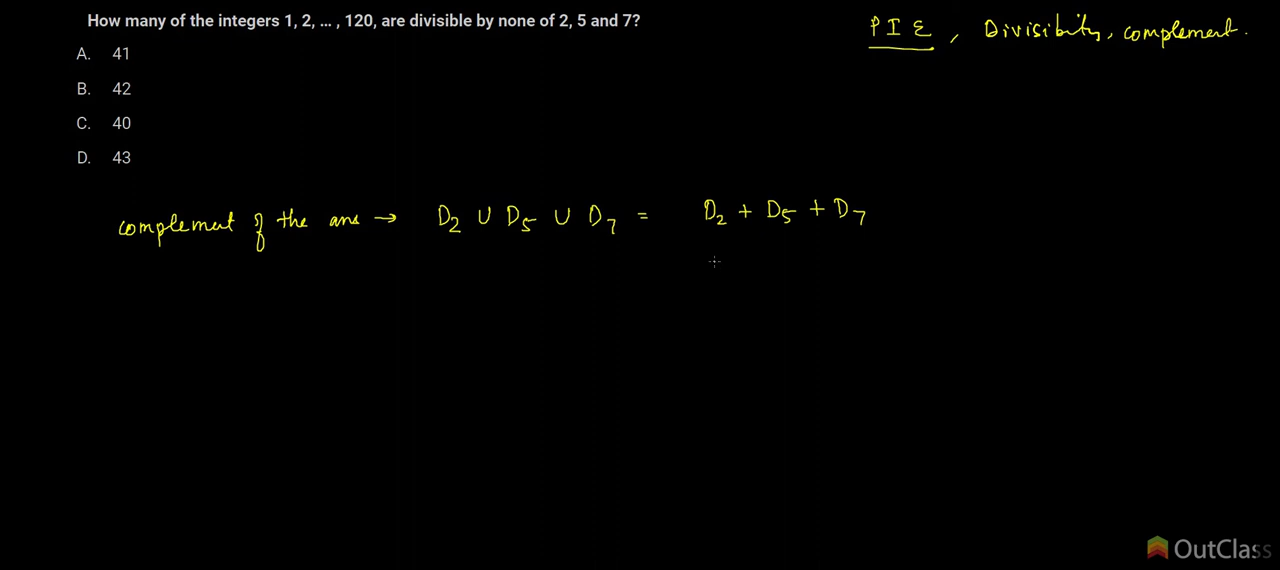 How many of the integers 1, 2, ... , 120, are divisible by none of 2, 5 and 7?
PIE, Divisibity, complement.
A. 41
B. 42
C. 40
D. 43
complement of the ans → D₂ ∪ D₅ ∪ D₇ = D₂ + D₅ + D₇
OutClass